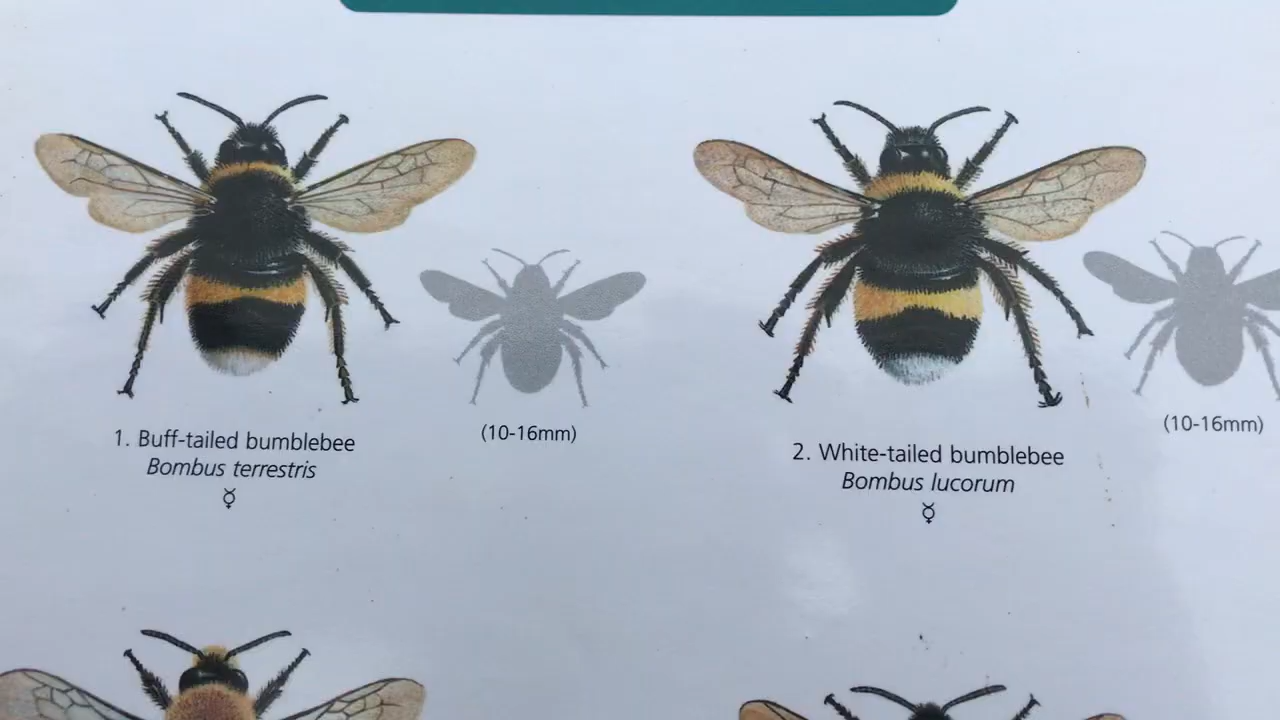 1. Buff-tailed bumblebee
Bombus terrestris
☿
(10-16mm)
2. White-tailed bumblebee
Bombus lucorum
☿
(10-16mm)